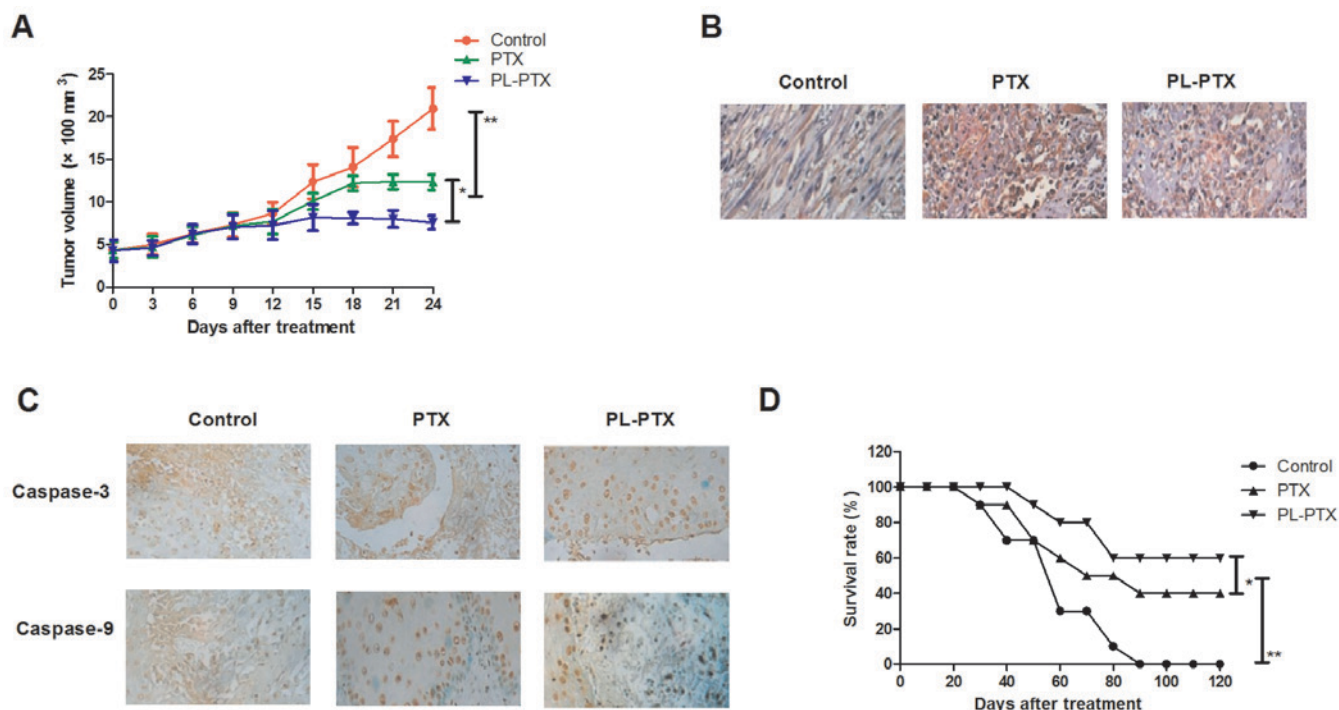 A
Control
PTX
PL-PTX
25
20
15
10
5
0
Tumor volume (× 100 mm ³)
**
*
0 3 6 9 12 15 18 21 24
Days after treatment
B
Control PTX PL-PTX
C
Control PTX PL-PTX
Caspase-3
Caspase-9
D
Control
PTX
PL-PTX
120
100
80
60
40
20
0
Survival rate (%)
*
**
0 20 40 60 80 100 120
Days after treatment